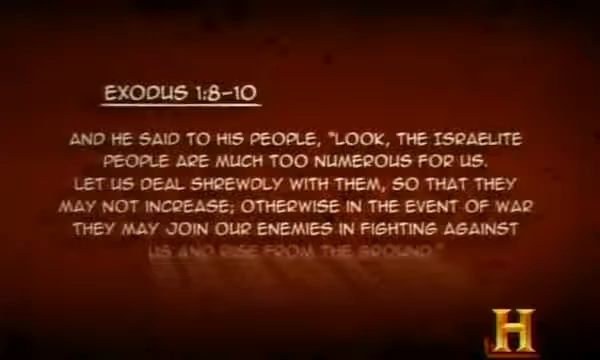 EXODUS 1:8-10
AND HE SAID TO HIS PEOPLE, "LOOK, THE ISRAELITE
PEOPLE ARE MUCH TOO NUMEROUS FOR US.
LET US DEAL SHREWDLY WITH THEM, SO THAT THEY
MAY NOT INCREASE; OTHERWISE IN THE EVENT OF WAR
THEY MAY JOIN OUR ENEMIES IN FIGHTING AGAINST
US AND RISE FROM THE GROUND."
H